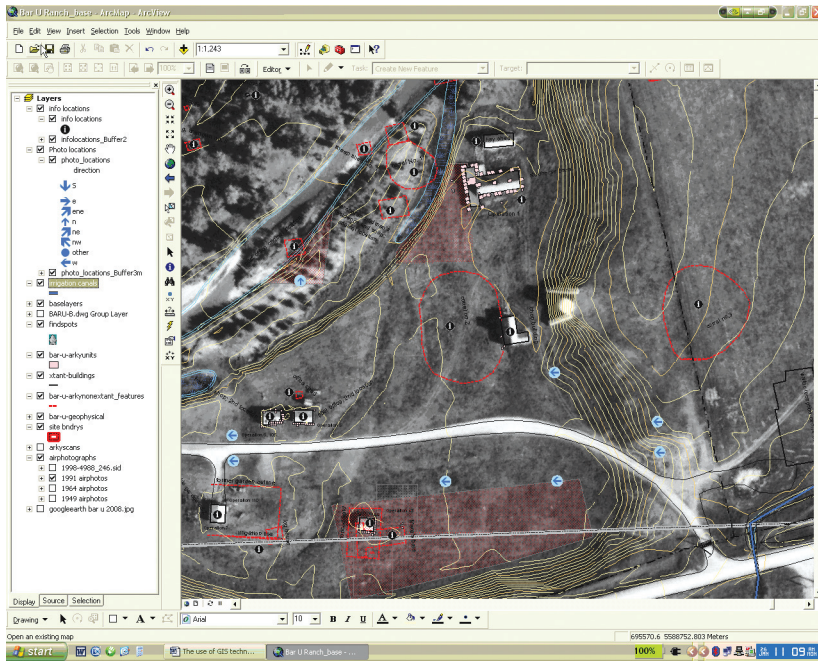 Bar U Ranch_base - ArcMap - ArcView
File Edit View Insert Selection Tools Window Help
1:1,243
100%
Editor
Task:
Create New Feature
Target:
Layers
info locations
info locations
infolocations_Buffer2
Photo locations
photo_locations
direction
S
e
ene
n
ne
nw
other
w
photo_locations_Buffer3m
irrigation canals
baselayers
BARU-B.dwg Group Layer
findspots
bar-u-arkyunits
xtant-buildings
bar-u-arkynonextant_features
bar-u-geophysical
site bndrys
arkyscans
airphotographs
1998-4988_246.sid
1991 airphotos
1964 airphotos
1949 airphotos
googleearth bar u 2008.jpg
Display Source Selection
Drawing
Arial
10
B I U A
Open an existing map
695570.6 5588752.803 Meters
start
The use of GIS techn...
Bar U Ranch_base - ...
100%